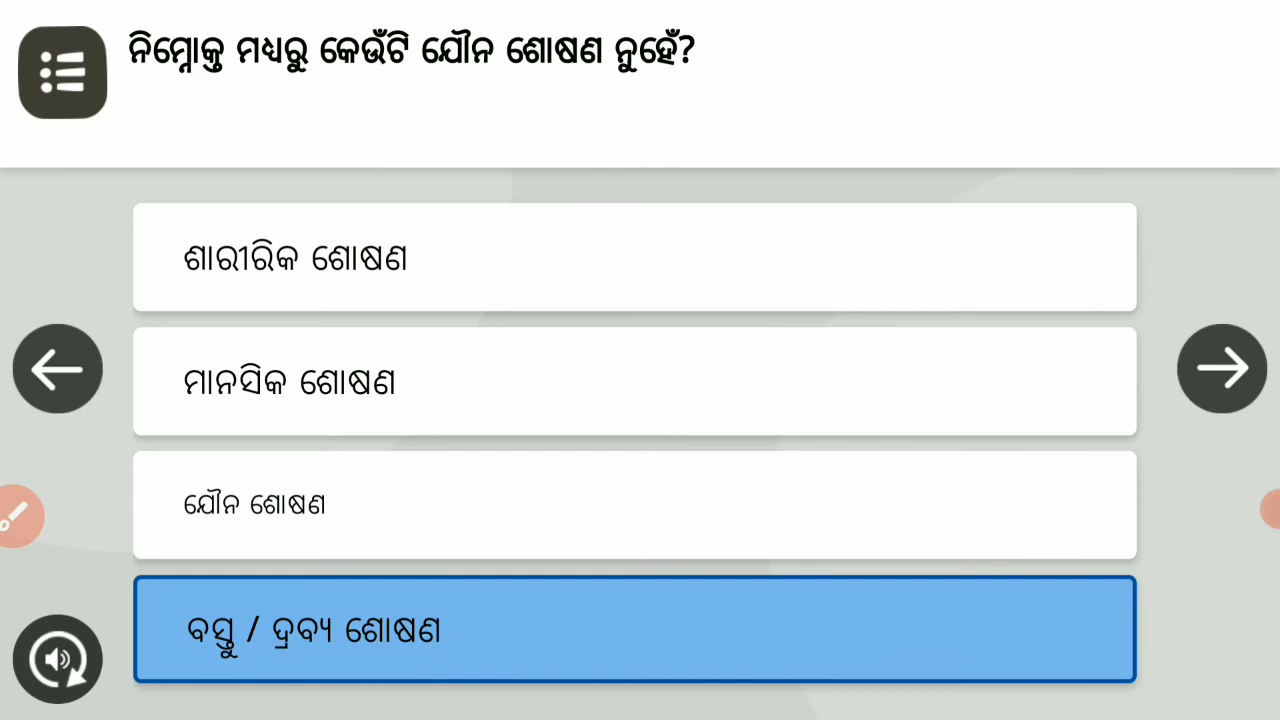 ନିମ୍ନୋକ୍ତ ମଧ୍ୟରୁ କେଉଁଟି ଯୌନ ଶୋଷଣ ନୁହେଁ?
ଶାରୀରିକ ଶୋଷଣ
ମାନସିକ ଶୋଷଣ
ଯୌନ ଶୋଷଣ
ବସ୍ତୁ / ଦ୍ରବ୍ୟ ଶୋଷଣ